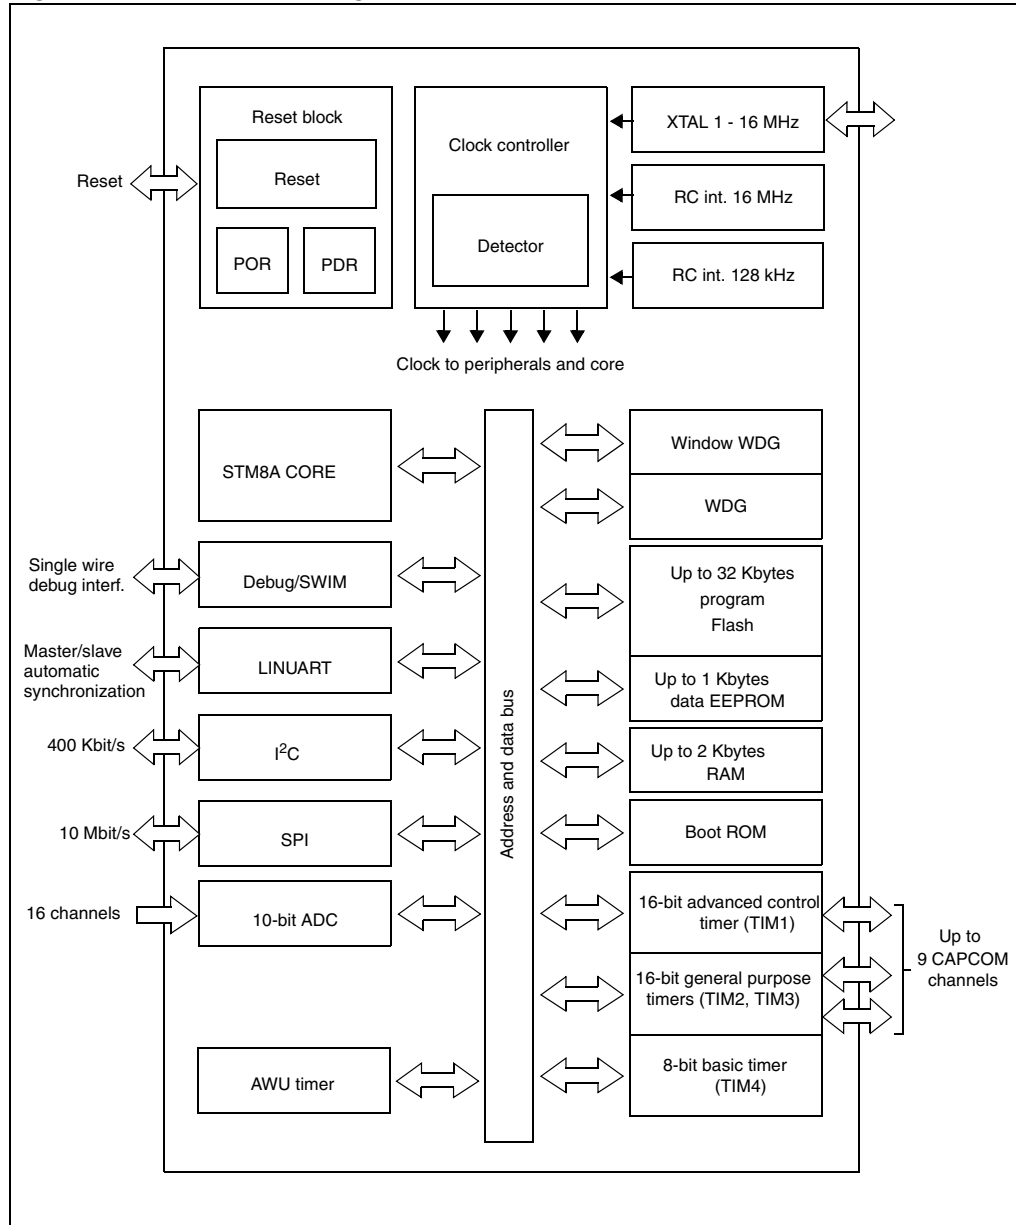 Reset block
Reset
Reset
POR
PDR
Clock controller
Detector
XTAL 1 - 16 MHz
RC int. 16 MHz
RC int. 128 kHz
Clock to peripherals and core
STM8A CORE
Single wire
debug interf.
Debug/SWIM
Master/slave
automatic
synchronization
LINUART
400 Kbit/s
I²C
10 Mbit/s
SPI
16 channels
10-bit ADC
AWU timer
Address and data bus
Window WDG
WDG
Up to 32 Kbytes
program
Flash
Up to 1 Kbytes
data EEPROM
Up to 2 Kbytes
RAM
Boot ROM
16-bit advanced control
timer (TIM1)
16-bit general purpose
timers (TIM2, TIM3)
8-bit basic timer
(TIM4)
Up to
9 CAPCOM
channels